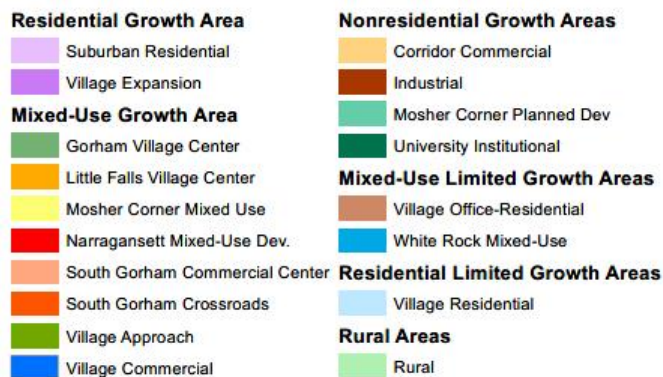 Residential Growth Area
Suburban Residential
Village Expansion
Mixed-Use Growth Area
Gorham Village Center
Little Falls Village Center
Mosher Corner Mixed Use
Narragansett Mixed-Use Dev.
South Gorham Commercial Center
South Gorham Crossroads
Village Approach
Village Commercial
Nonresidential Growth Areas
Corridor Commercial
Industrial
Mosher Corner Planned Dev
University Institutional
Mixed-Use Limited Growth Areas
Village Office-Residential
White Rock Mixed-Use
Residential Limited Growth Areas
Village Residential
Rural Areas
Rural